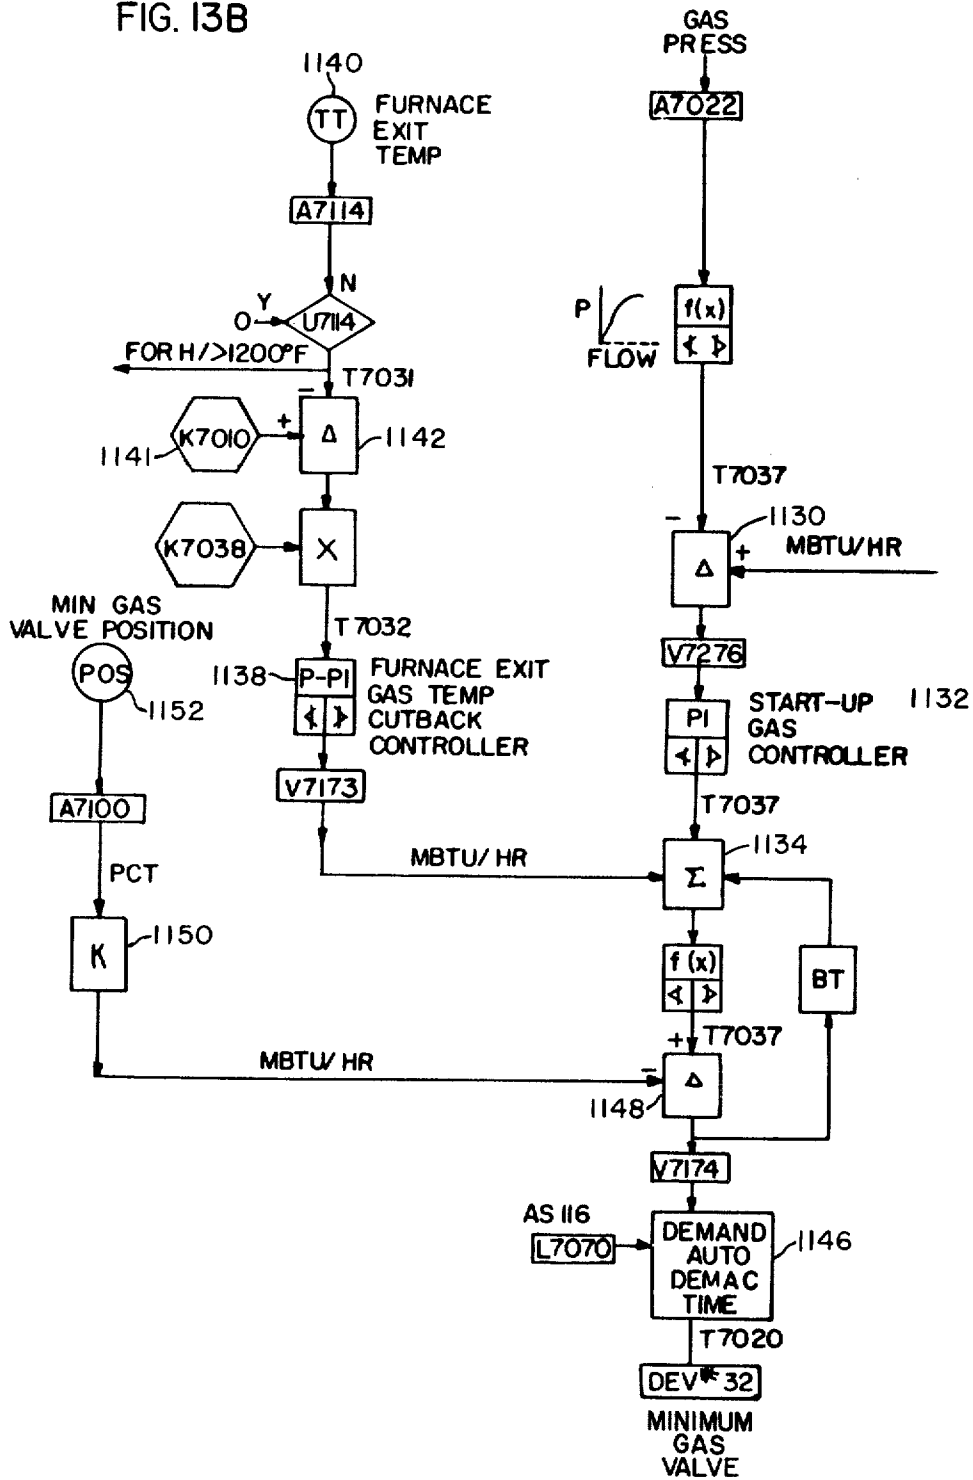 FIG. 13B
GAS
PRESS
A7022
1140
TT
FURNACE
EXIT
TEMP
A7114
N
Y
O
U7114
FOR H/>1200°F
T7031
P
FLOW
f(x)
T7037
-
+
K7010
1141
Δ
1142
K7038
X
T7032
-
1130
+
MBTU/HR
Δ
V7276
MIN GAS
VALVE POSITION
POS
1152
1138
P-PI
FURNACE EXIT
GAS TEMP
CUTBACK
CONTROLLER
V7173
PI
START-UP
GAS
CONTROLLER
1132
T7037
A7100
PCT
K
1150
MBTU/HR
1134
Σ
f(x)
BT
+
T7037
MBTU/HR
-
Δ
1148
V7174
AS 116
L7070
DEMAND
AUTO
DEMAC
TIME
1146
T7020
DEV#32
MINIMUM
GAS
VALVE